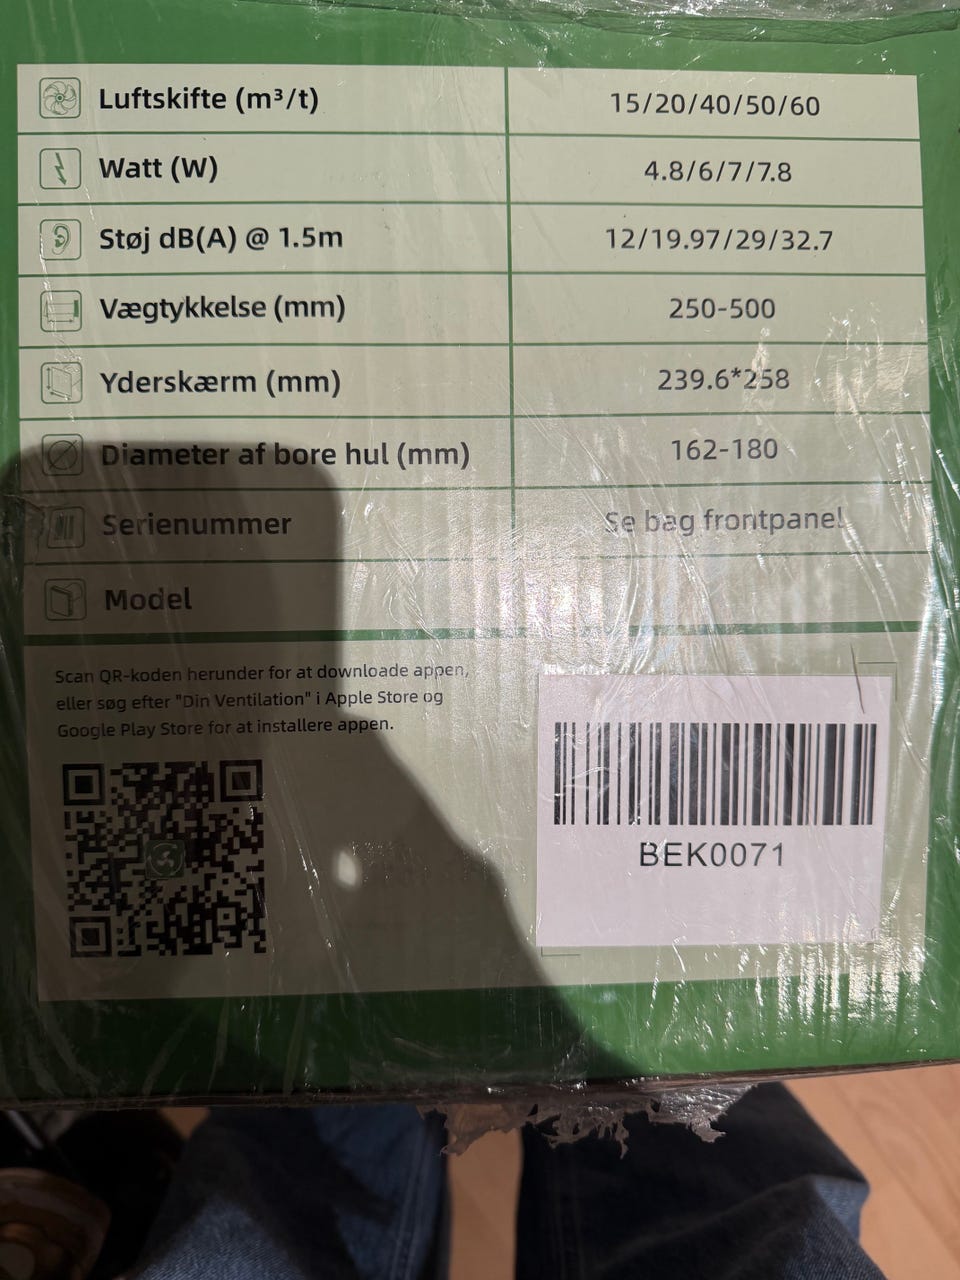 Luftskifte (m³/t) 15/20/40/50/60
Watt (W) 4.8/6/7/7.8
Støj dB(A) @ 1.5m 12/19.97/29/32.7
Vægtykkelse (mm) 250-500
Yderskærm (mm) 239.6*258
Diameter af bore hul (mm) 162-180
Serienummer Se bag frontpanel
Model
Scan QR-koden herunder for at downloade appen,
eller søg efter "Din Ventilation" i Apple Store og
Google Play Store for at installere appen.
BEK0071